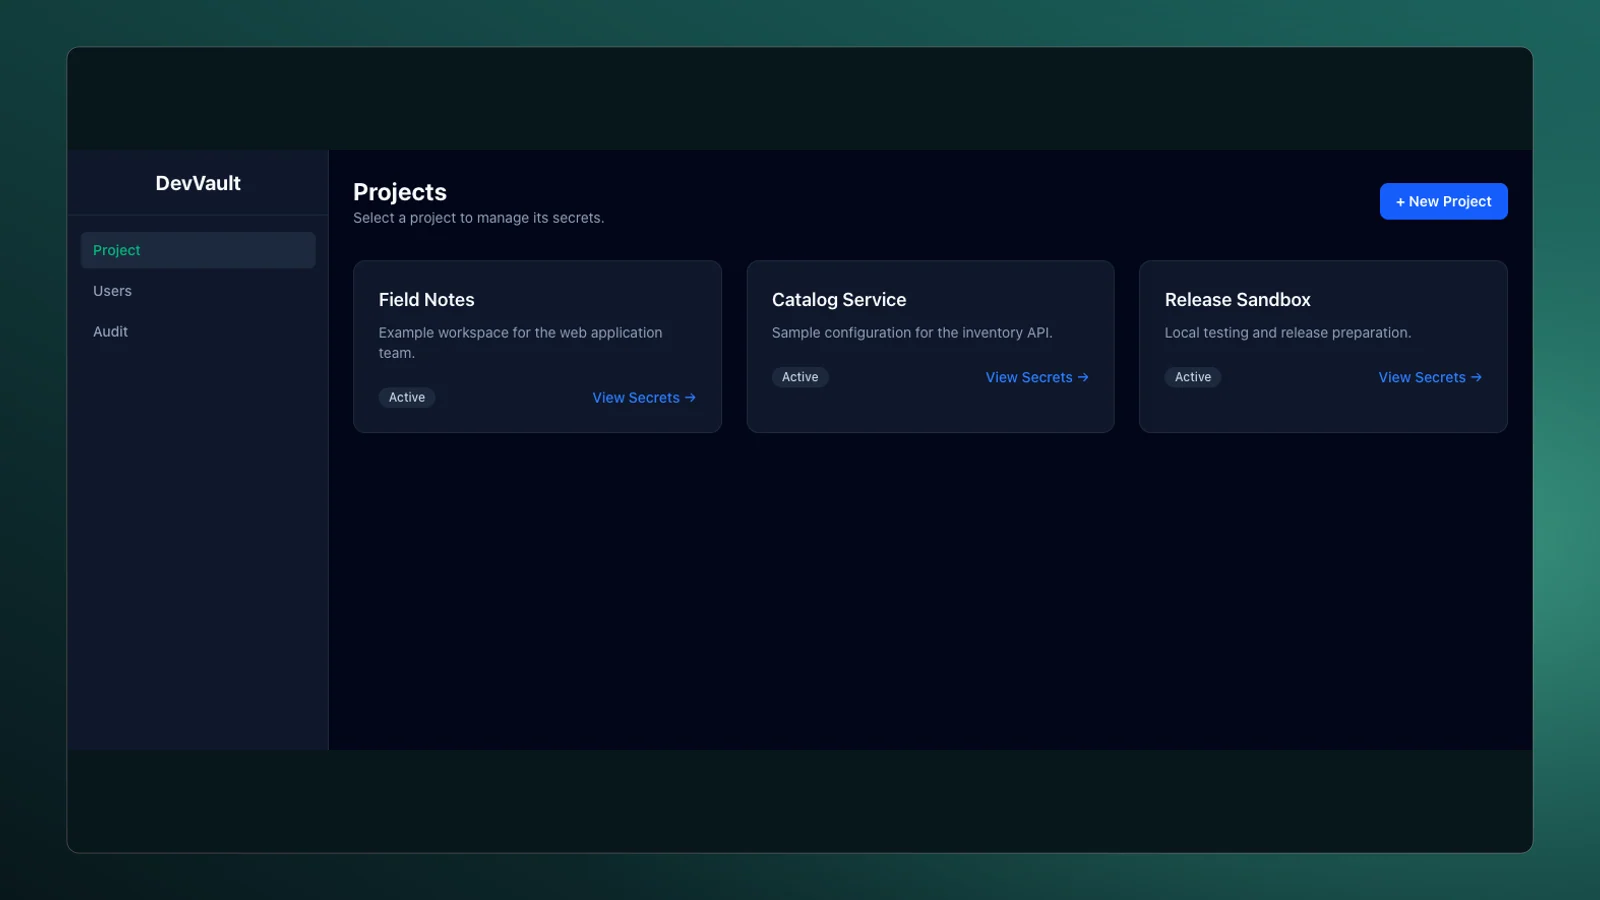 DevVault
Project
Users
Audit
Projects
Select a project to manage its secrets.
+ New Project
Field Notes
Example workspace for the web application
team.
Active
View Secrets →
Catalog Service
Sample configuration for the inventory API.
Active
View Secrets →
Release Sandbox
Local testing and release preparation.
Active
View Secrets →